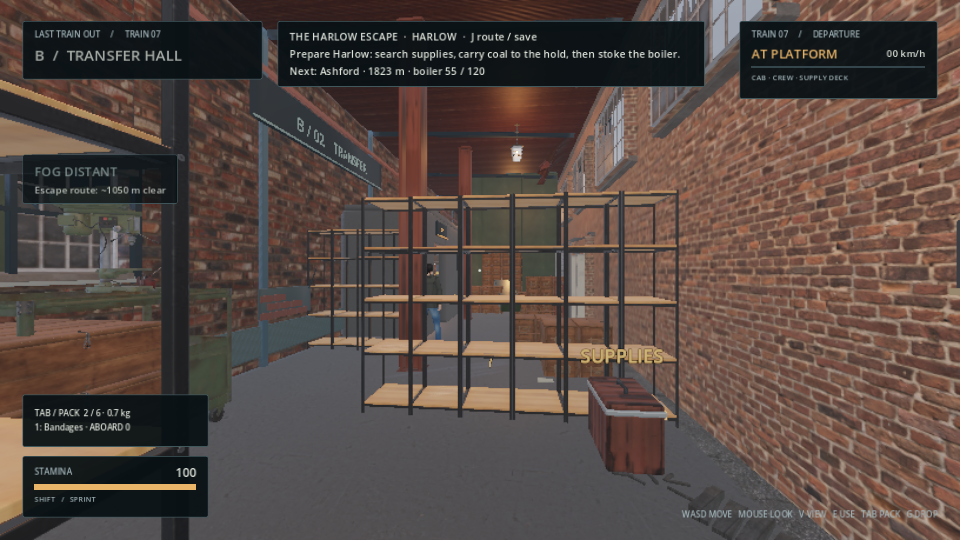 LAST TRAIN OUT / TRAIN 07
B / TRANSFER HALL
THE HARLOW ESCAPE · HARLOW · J route / save
Prepare Harlow: search supplies, carry coal to the hold, then stoke the boiler.
Next: Ashford · 1823 m · boiler 55 / 120
TRAIN 07 / DEPARTURE
AT PLATFORM 00 km/h
CAB · CREW · SUPPLY DECK
B / 02 TRANSFER
FOG DISTANT
Escape route: ~1050 m clear
SUPPLIES
TAB / PACK 2 / 6 · 0.7 kg
1: Bandages · ABOARD 0
STAMINA 100
SHIFT / SPRINT
WASD MOVE MOUSE LOOK V VIEW E USE TAB PACK G DROP